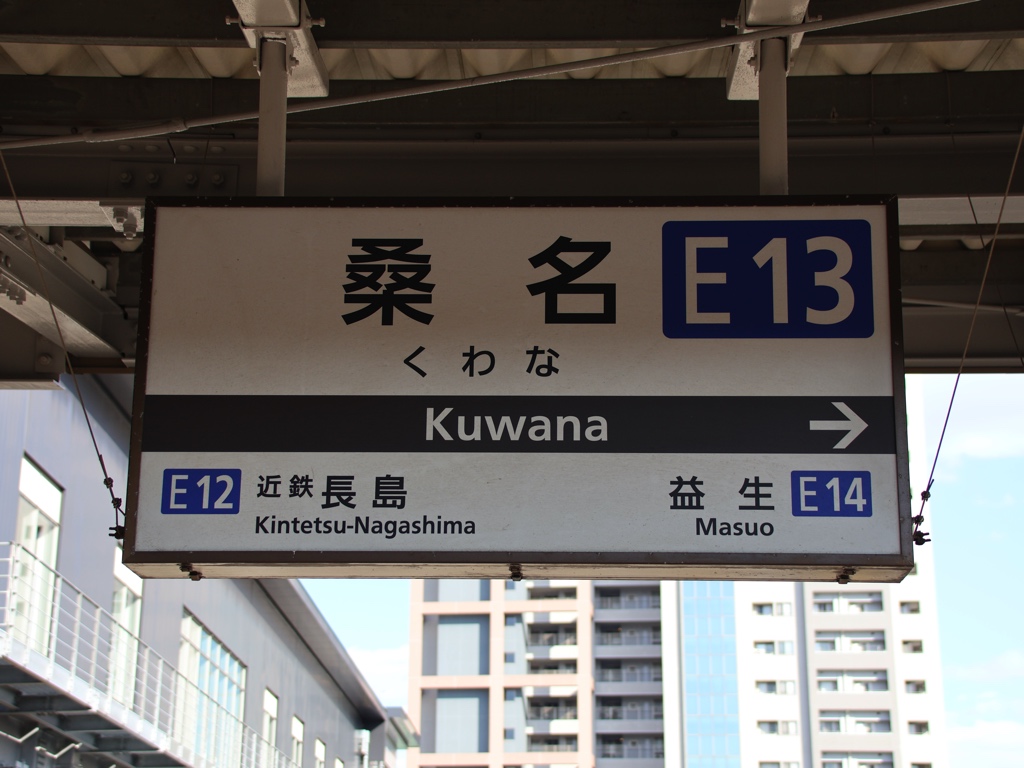 桑名 E13
くわな
Kuwana →
E12 近鉄長島 益生 E14
Kintetsu-Nagashima Masuo